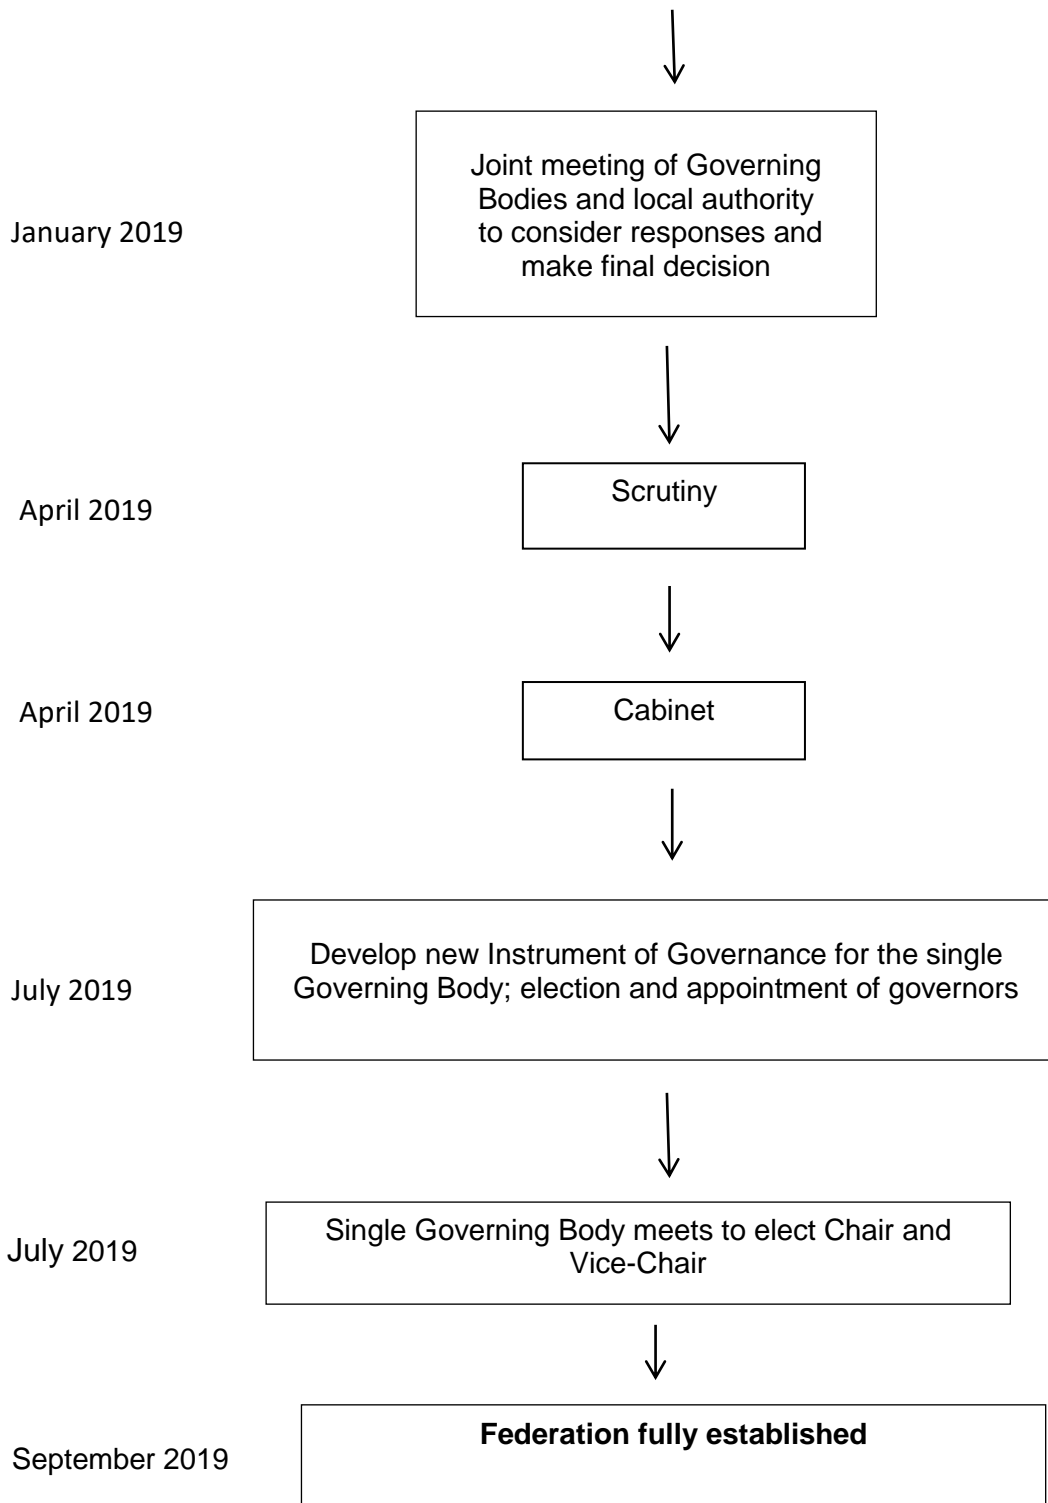 Joint meeting of Governing
Bodies and local authority
to consider responses and
make final decision
January 2019
Scrutiny
April 2019
Cabinet
April 2019
Develop new Instrument of Governance for the single
Governing Body; election and appointment of governors
July 2019
Single Governing Body meets to elect Chair and
Vice-Chair
July 2019
Federation fully established
September 2019